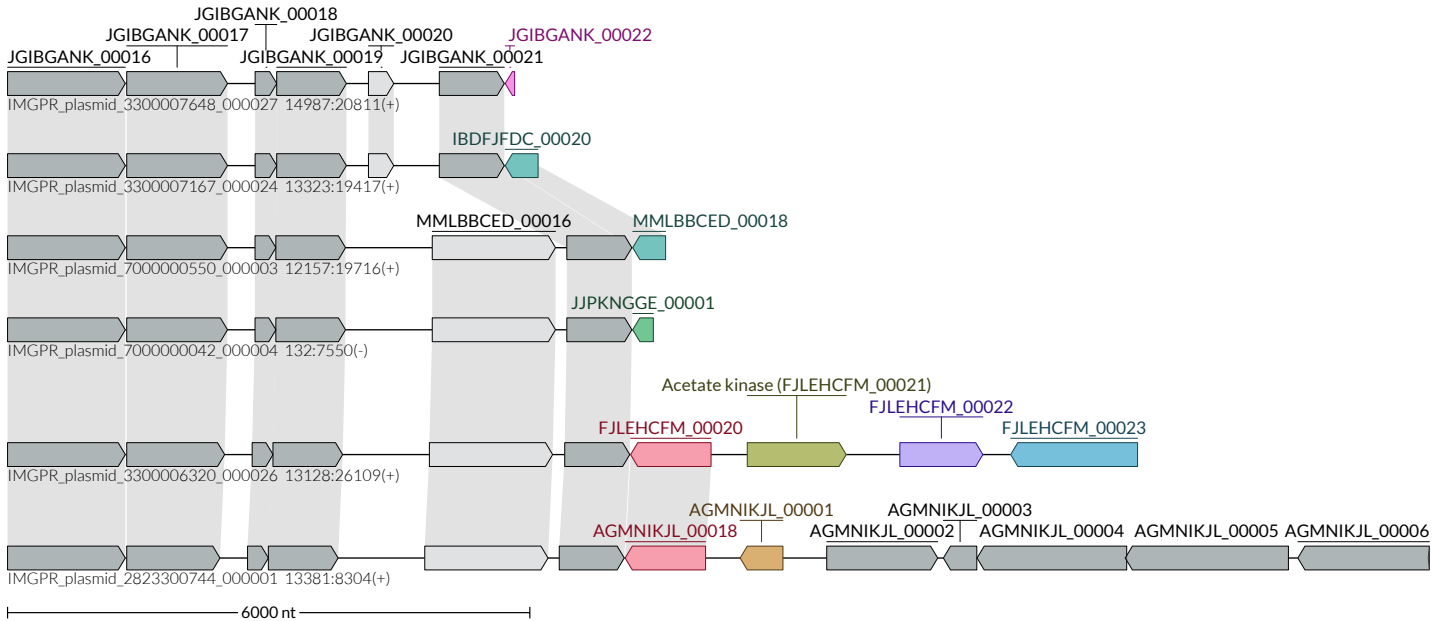 JGIBGANK_00018
JGIBGANK_00017 JGIBGANK_00020 JGIBGANK_00022
JGIBGANK_00016 JGIBGANK_00019 JGIBGANK_00021
IMGPR_plasmid_3300007648_000027 14987:20811(+)
IBDFJFDC_00020
IMGPR_plasmid_3300007167_000024 13323:19417(+)
MMLBBCED_00016 MMLBBCED_00018
IMGPR_plasmid_7000000550_000003 12157:19716(+)
JJPKNGGE_00001
IMGPR_plasmid_7000000042_000004 132:7550(-)
Acetate kinase (FJLEHCFM_00021)
FJLEHCFM_00022
FJLEHCFM_00020 FJLEHCFM_00023
IMGPR_plasmid_3300006320_000026 13128:26109(+)
AGMNIKJL_00001 AGMNIKJL_00003
AGMNIKJL_00018 AGMNIKJL_00002 AGMNIKJL_00004 AGMNIKJL_00005 AGMNIKJL_00006
IMGPR_plasmid_2823300744_000001 13381:8304(+)
6000 nt